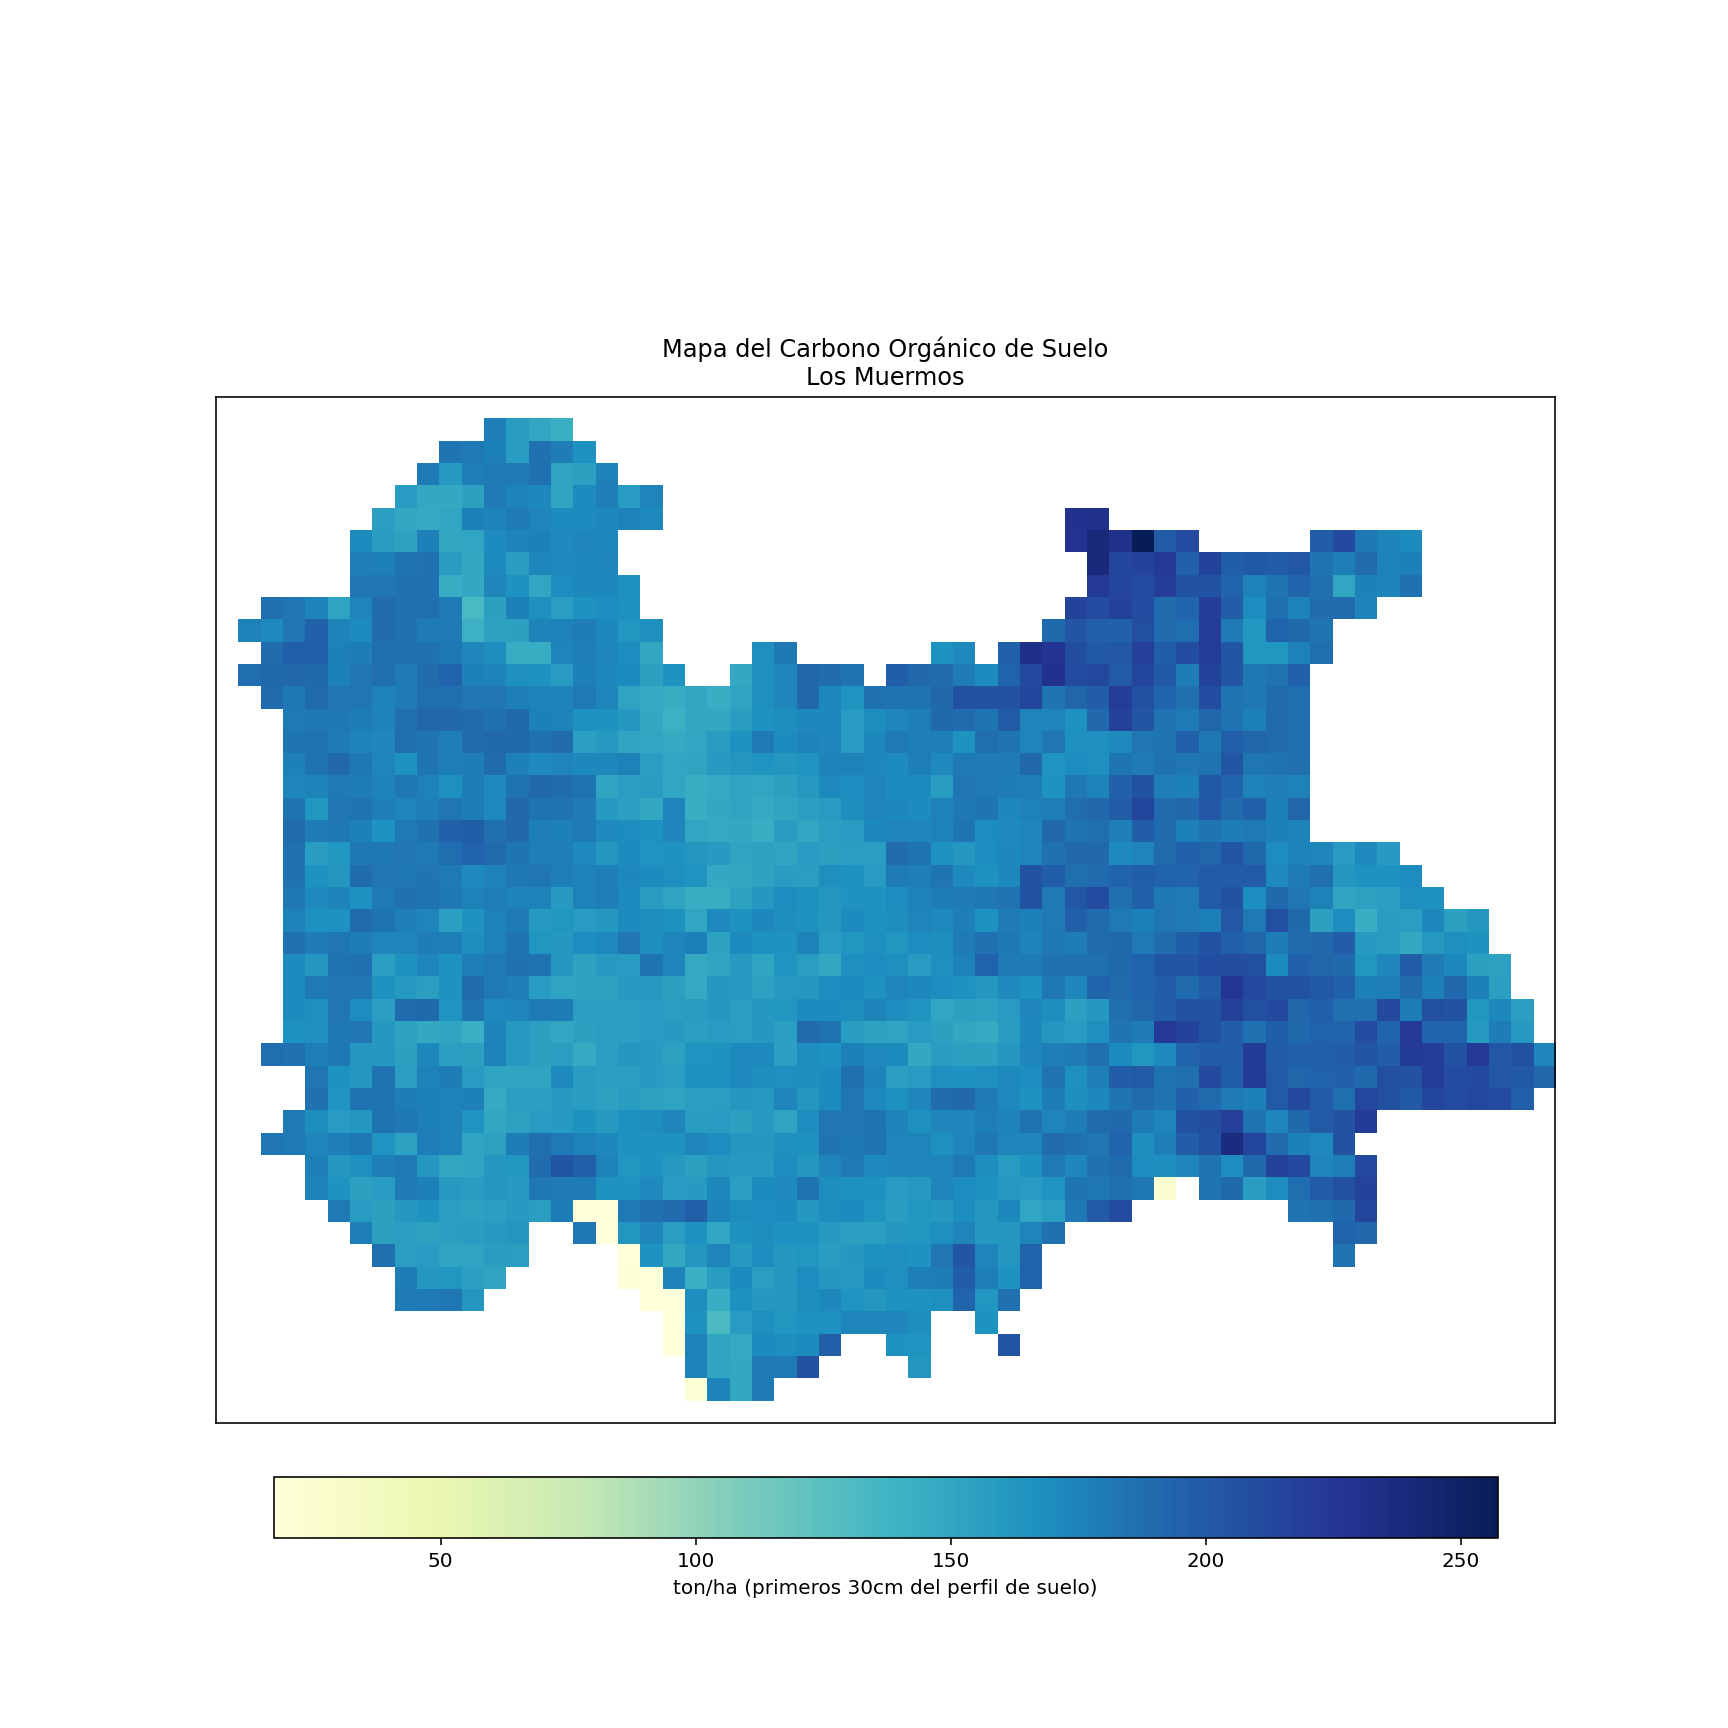 Mapa del Carbono Orgánico de Suelo
Los Muermos
50 100 150 200 250
ton/ha (primeros 30cm del perfil de suelo)